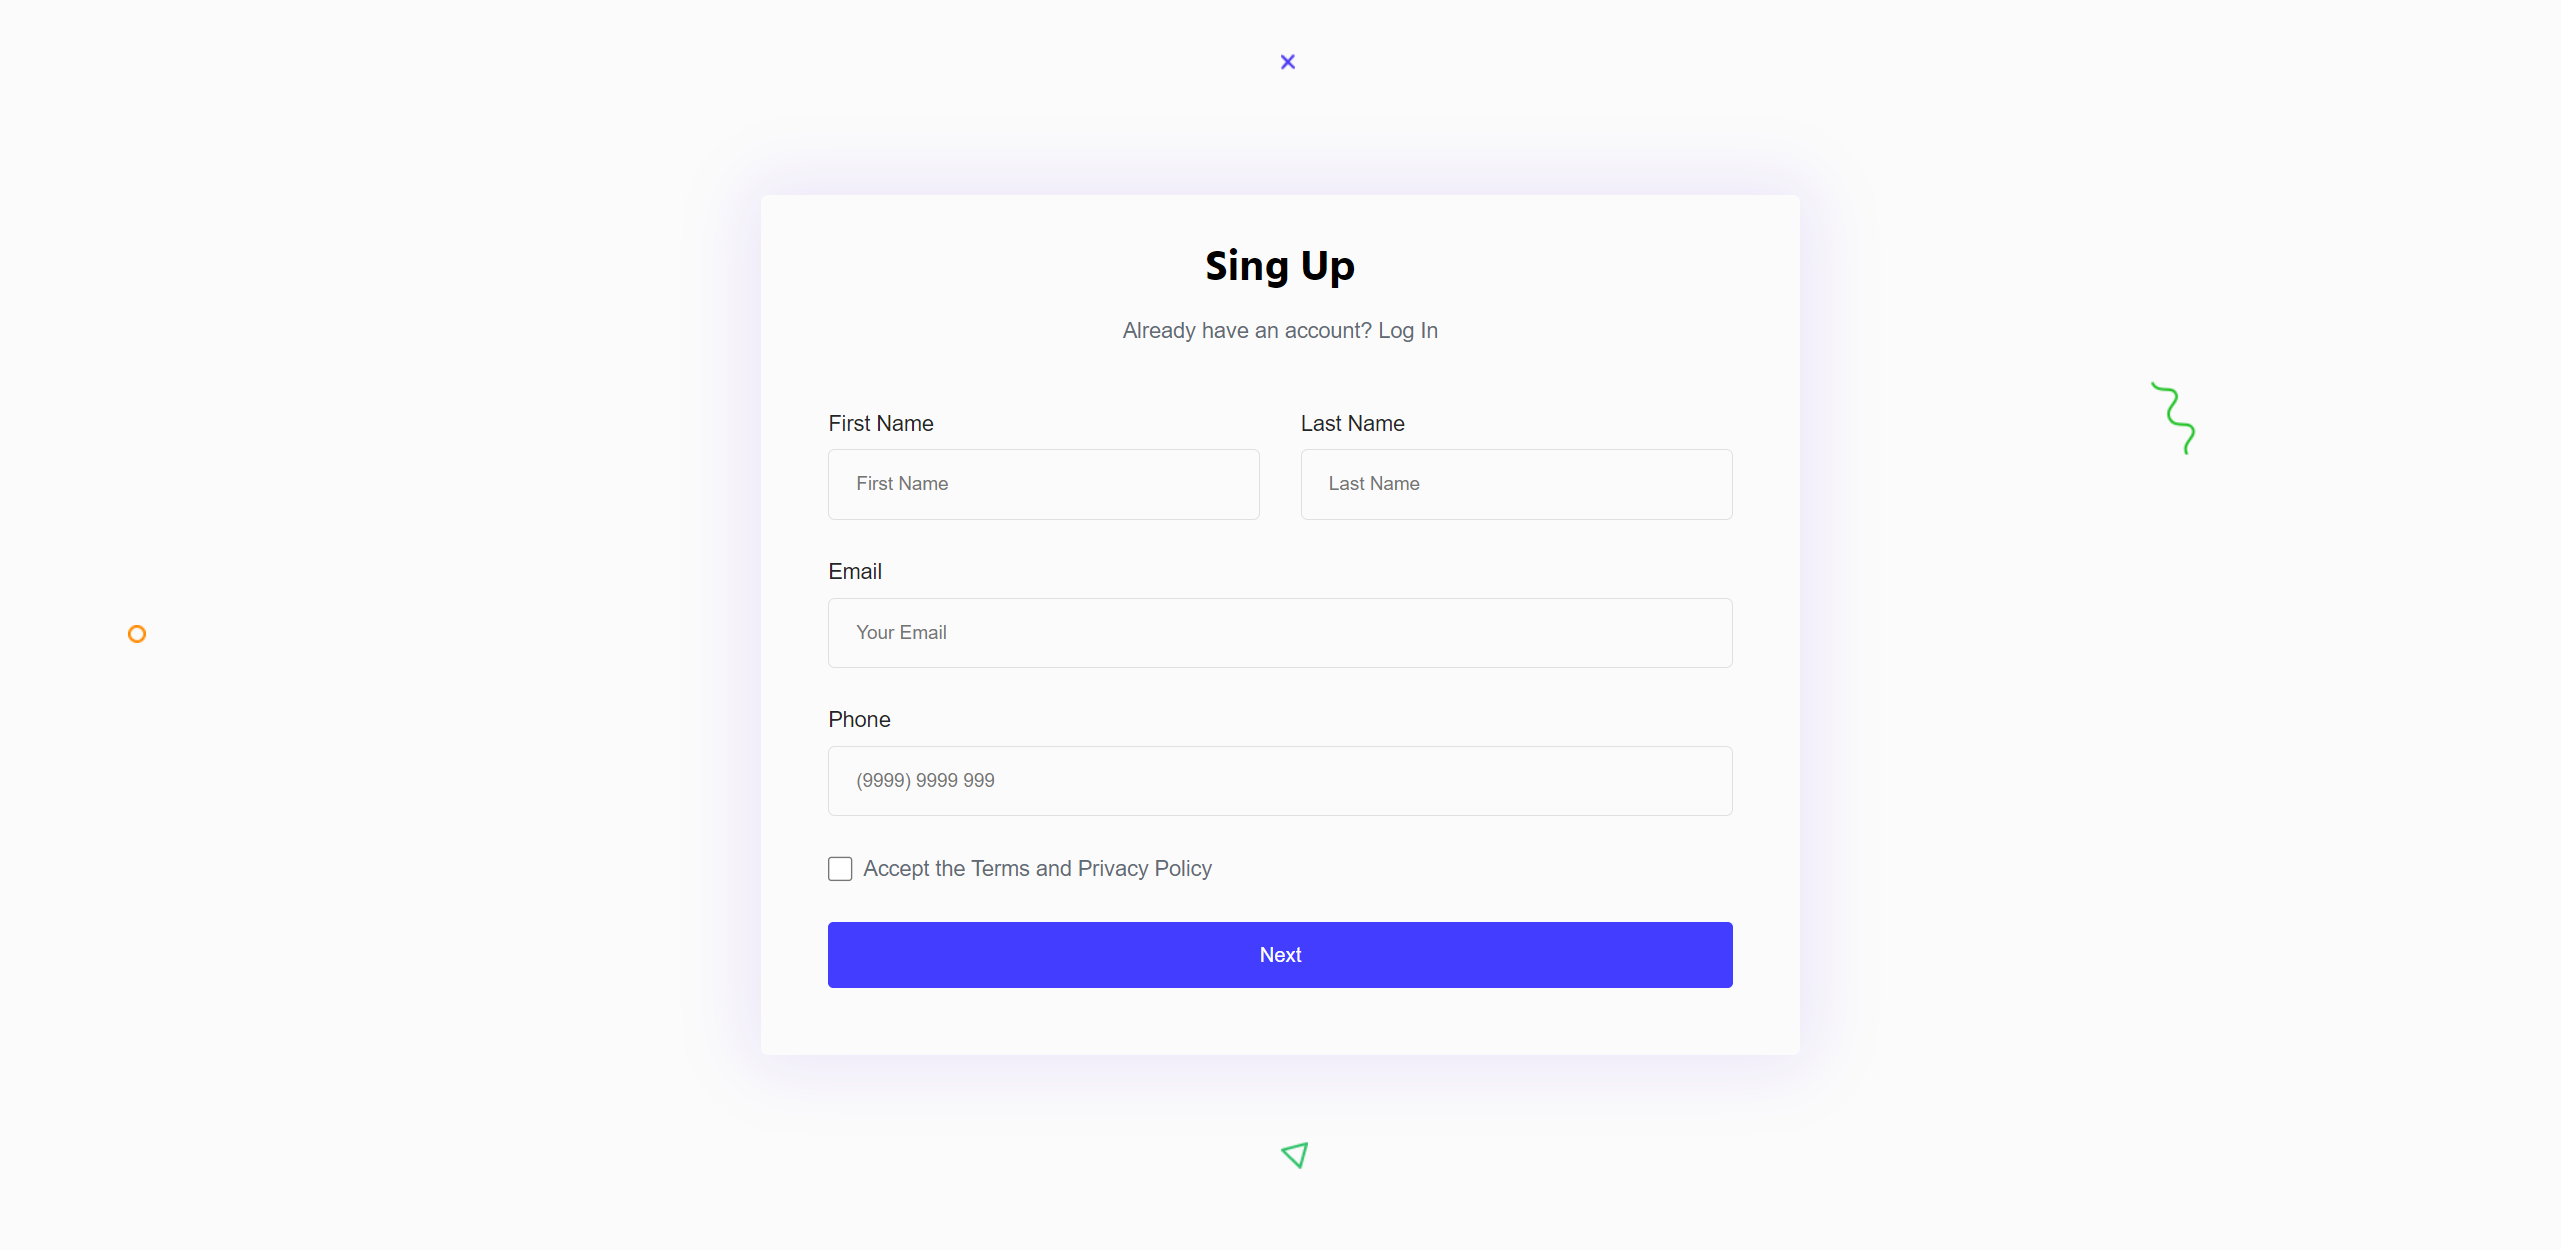 Sing Up
Already have an account? Log In
First Name
Last Name
First Name
Last Name
Email
Your Email
Phone
(9999) 9999 999
Accept the Terms and Privacy Policy
Next